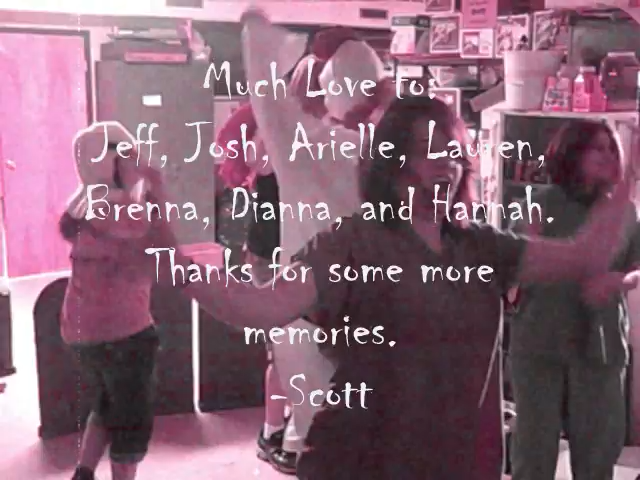 Much Love to:
Jeff, Josh, Arielle, Lauren,
Brenna, Dianna, and Hannah.
Thanks for some more
memories.
-Scott